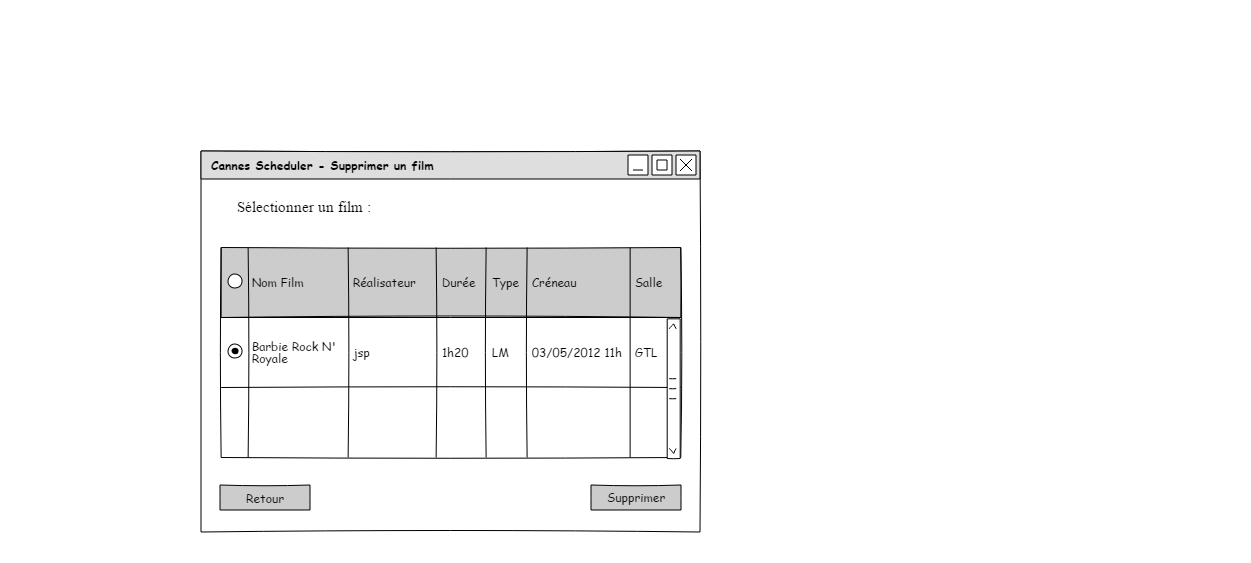 Cannes Scheduler - Supprimer un film
Sélectionner un film :
Nom Film Réalisateur Durée Type Créneau Salle
Barbie Rock N'
Royale jsp 1h20 LM 03/05/2012 11h GTL
Retour Supprimer